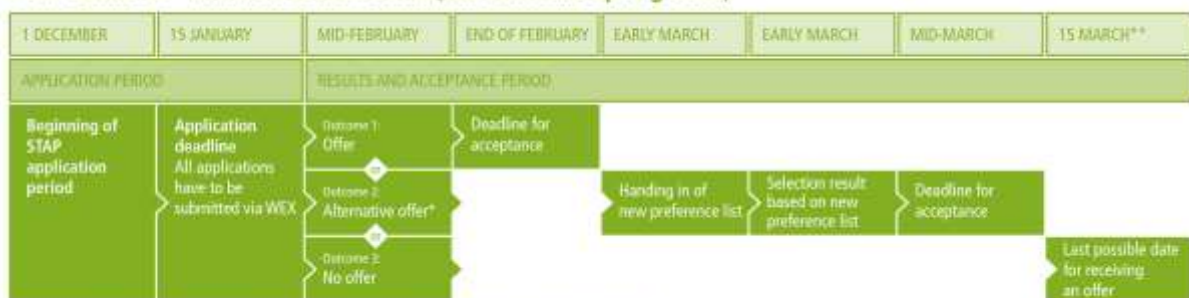 1 DECEMBER
15 JANUARY
MID-FEBRUARY
END OF FEBRUARY
EARLY MARCH
EARLY MARCH
MID-MARCH
15 MARCH**
APPLICATION PERIOD
RESULTS AND ACCEPTANCE PERIOD
Beginning of
STAP
application
period
Application
deadline
All applications
have to be
submitted via WEX
Outcome 1:
Offer
or
Outcome 2:
Alternative offer*
or
Outcome 3:
No offer
Deadline for
acceptance
Handing in of
new preference list
Selection result
based on new
preference list
Deadline for
acceptance
Last possible date
for receiving
an offer